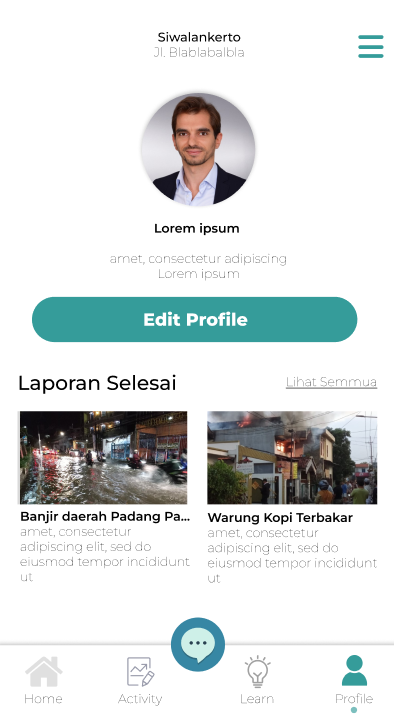 Siwalankerto
Jl. Blablabalbla
Lorem ipsum
amet, consectetur adipiscing
Lorem ipsum
Edit Profile
Laporan Selesai
Lihat Semmua
Banjir daerah Padang Pa...
amet, consectetur
adipiscing elit, sed do
eiusmod tempor incididunt
ut
Warung Kopi Terbakar
amet, consectetur
adipiscing elit, sed do
eiusmod tempor incididunt
ut
Home
Activity
Learn
Profile